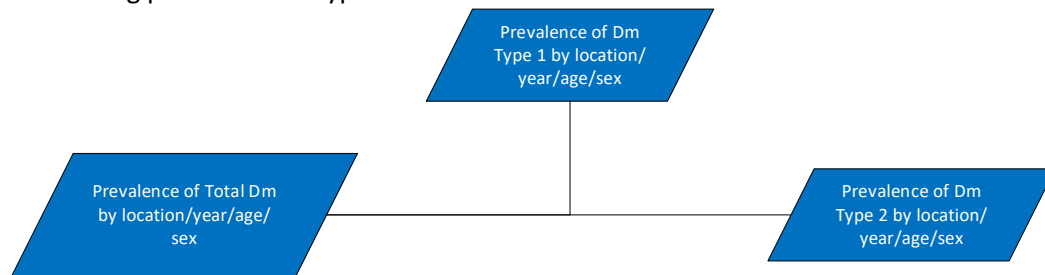 Prevalence of Dm
Type 1 by location/
year/age/sex
Prevalence of Total Dm
by location/year/age/
sex
Prevalence of Dm
Type 2 by location/
year/age/sex